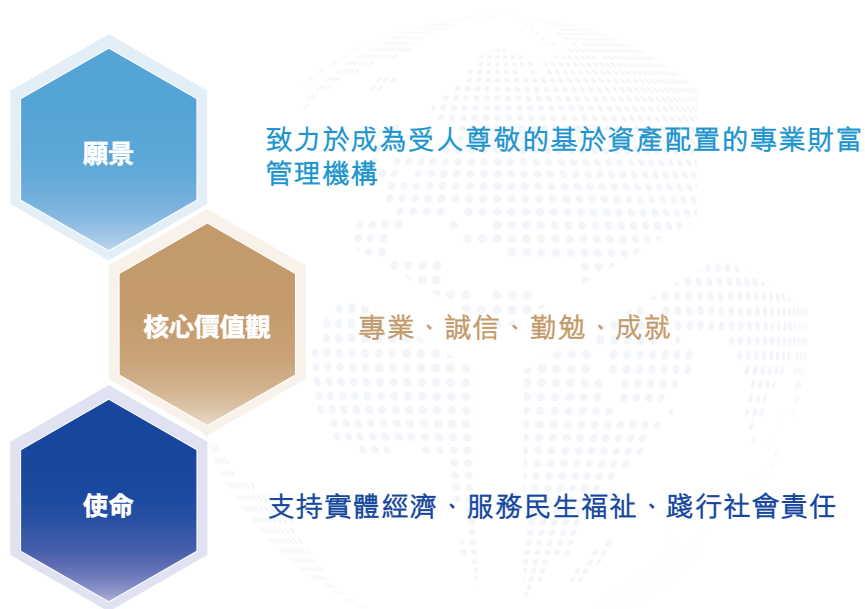 願景
致力於成為受人尊敬的基於資產配置的專業財富
管理機構
核心價值觀
專業、誠信、勤勉、成就
使命
支持實體經濟、服務民生福祉、踐行社會責任